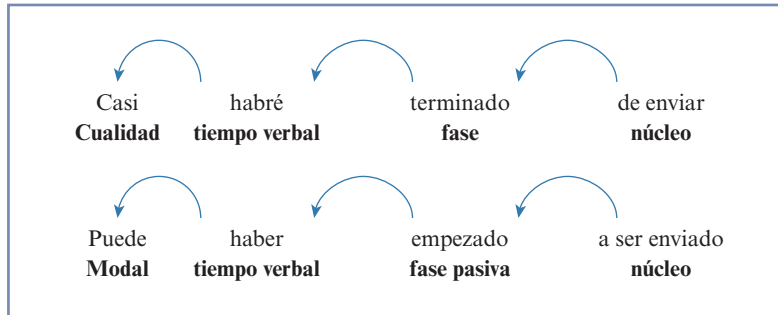 Casi habré terminado de enviar
Cualidad tiempo verbal fase núcleo
Puede haber empezado a ser enviado
Modal tiempo verbal fase pasiva núcleo